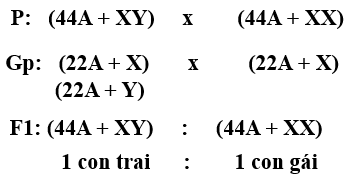 P: (44A + XY) x (44A + XX)
Gp: (22A + X) x (22A + X)
(22A + Y)
F1: (44A + XY) : (44A + XX)
1 con trai : 1 con gái